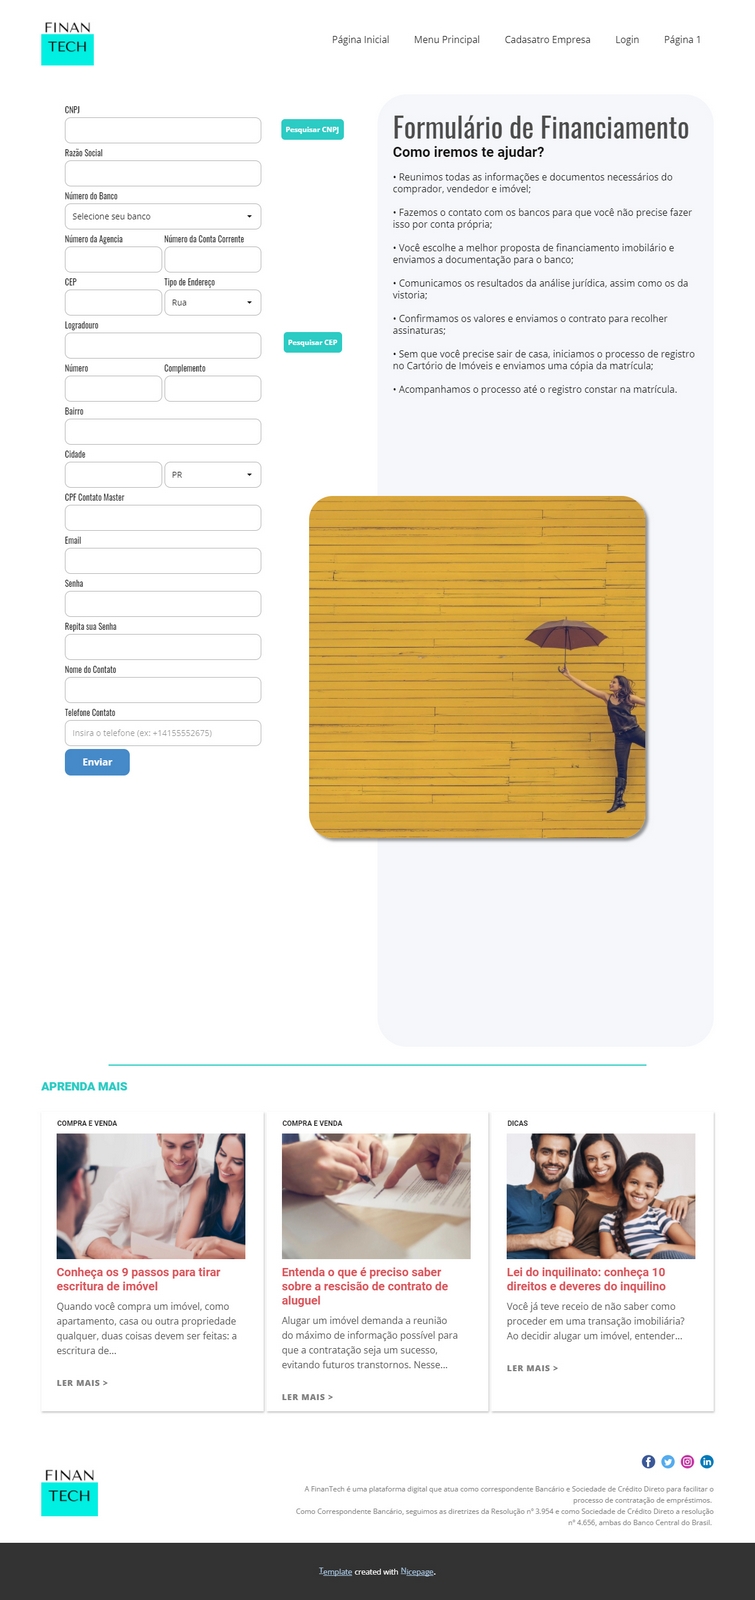 FINAN
TECH
Página Inicial Menu Principal Cadasatro Empresa Login Página 1
CNPJ
Pesquisar CNPJ
Razão Social
Número do Banco
Selecione seu banco
Número da Agencia Número da Conta Corrente
CEP Tipo de Endereço
Rua
Logradouro
Pesquisar CEP
Número Complemento
Bairro
Cidade
PR
CPF Contato Master
Email
Senha
Repita sua Senha
Nome do Contato
Telefone Contato
Insira o telefone (ex: +14155552675)
Enviar
Formulário de Financiamento
Como iremos te ajudar?
• Reunimos todas as informações e documentos necessários do
comprador, vendedor e imóvel;
• Fazemos o contato com os bancos para que você não precise fazer
isso por conta própria;
• Você escolhe a melhor proposta de financiamento imobilário e
enviamos a documentação para o banco;
• Comunicamos os resultados da análise jurídica, assim como os da
vistoria;
• Confirmamos os valores e enviamos o contrato para recolher
assinaturas;
• Sem que você precise sair de casa, iniciamos o processo de registro
no Cartório de Imóveis e enviamos uma cópia da matrícula;
• Acompanhamos o processo até o registro constar na matrícula.
APRENDA MAIS
COMPRA E VENDA
Conheça os 9 passos para tirar
escritura de imóvel
Quando você compra um imóvel, como
apartamento, casa ou outra propriedade
qualquer, duas coisas devem ser feitas: a
escritura de...
LER MAIS >
COMPRA E VENDA
Entenda o que é preciso saber
sobre a rescisão de contrato de
aluguel
Alugar um imóvel demanda a reunião
do máximo de informação possível para
que a contratação seja um sucesso,
evitando futuros transtornos. Nesse...
LER MAIS >
DICAS
Lei do inquilinato: conheça 10
direitos e deveres do inquilino
Você já teve receio de não saber como
proceder em uma transação imobiliária?
Ao decidir alugar um imóvel, entender...
LER MAIS >
FINAN
TECH
A FinanTech é uma plataforma digital que atua como correspondente Bancário e Sociedade de Crédito Direto para facilitar o
processo de contratação de empréstimos.
Como Correspondente Bancário, seguimos as diretrizes da Resolução nº 3.954 e como Sociedade de Crédito Direto a resolução
nº 4.656, ambas do Banco Central do Brasil.
Template created with Nicepage.